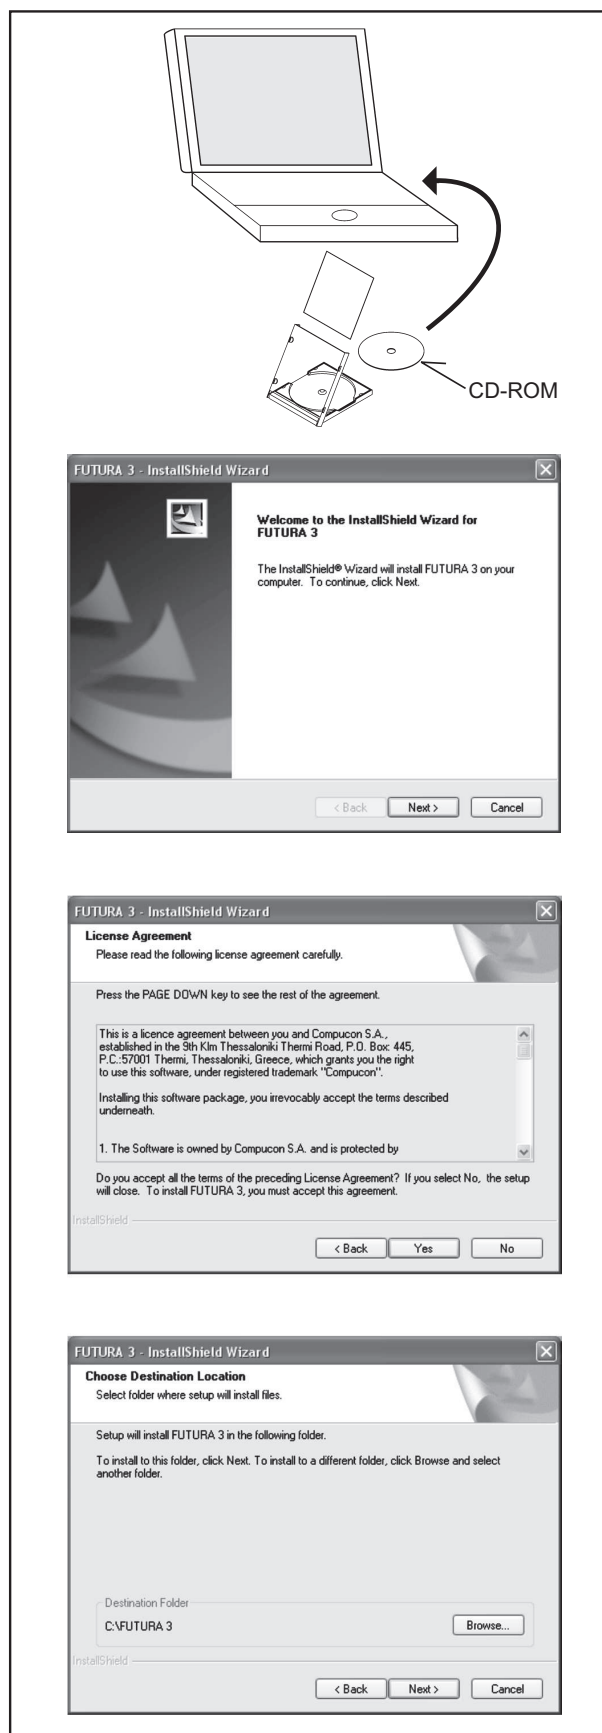 CD-ROM
FUTURA 3 - InstallShield Wizard
Welcome to the InstallShield Wizard for
FUTURA 3
The InstallShield® Wizard will install FUTURA 3 on your
computer. To continue, click Next.
< Back Next > Cancel
FUTURA 3 - InstallShield Wizard
License Agreement
Please read the following license agreement carefully.
Press the PAGE DOWN key to see the rest of the agreement.
This is a licence agreement between you and Compucon S.A.,
established in the 9th Klm Thessaloniki Thermi Road, P.O. Box: 445,
P.C.:57001 Thermi, Thessaloniki, Greece, which grants you the right
to use this software, under registered trademark "Compucon".
Installing this software package, you irrevocably accept the terms described
underneath.
1. The Software is owned by Compucon S.A. and is protected by
Do you accept all the terms of the preceding License Agreement? If you select No, the setup
will close. To install FUTURA 3, you must accept this agreement.
InstallShield
< Back Yes No
FUTURA 3 - InstallShield Wizard
Choose Destination Location
Select folder where setup will install files.
Setup will install FUTURA 3 in the following folder.
To install to this folder, click Next. To install to a different folder, click Browse and select
another folder.
Destination Folder
C:\FUTURA 3 Browse...
InstallShield
< Back Next > Cancel